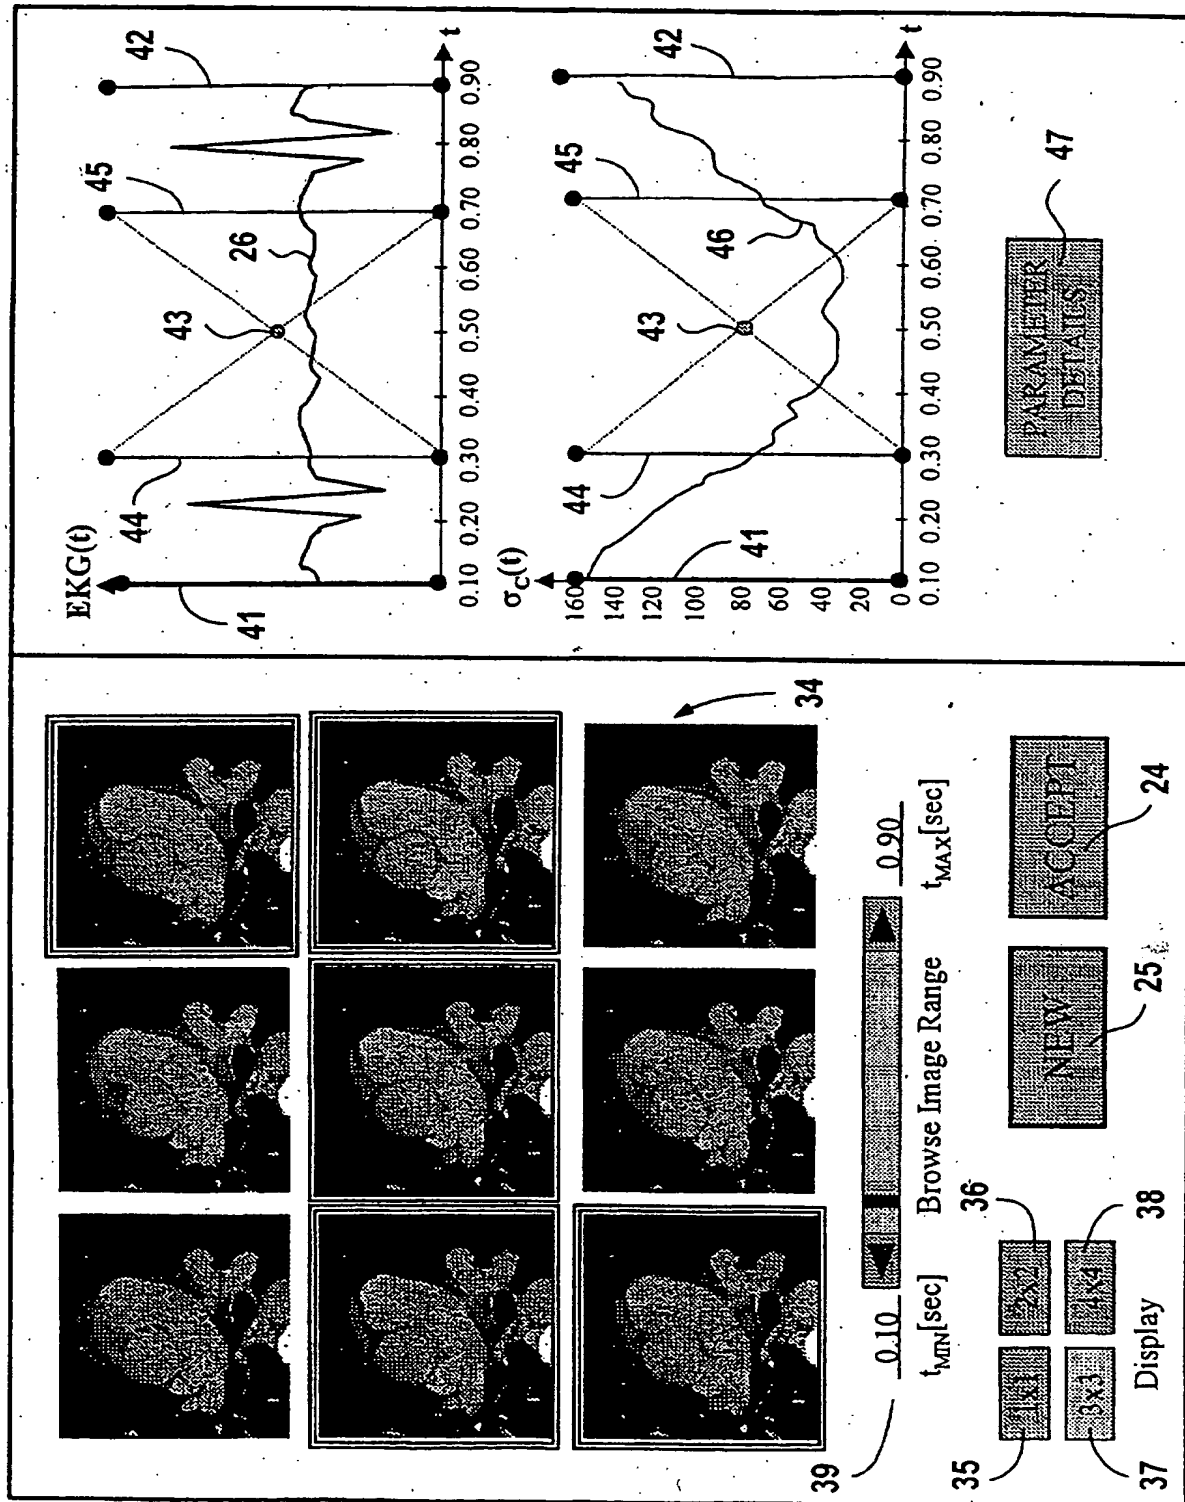 34
39
0.10
t_MIN[sec]
Browse Image Range
0.90
t_MAX[sec]
35
36
1x1
2x2
3x3
4x4
37
38
Display
NEW
ACCEPT
25
24
EKG(t)
41
44
43
26
45
42
t
0.10 0.20 0.30 0.40 0.50 0.60 0.70 0.80 0.90
σ_C(t)
160
140
120
100
80
60
40
20
0
41
44
43
46
45
42
t
0.10 0.20 0.30 0.40 0.50 0.60 0.70 0.80 0.90
PARAMETER
DETAILS
47